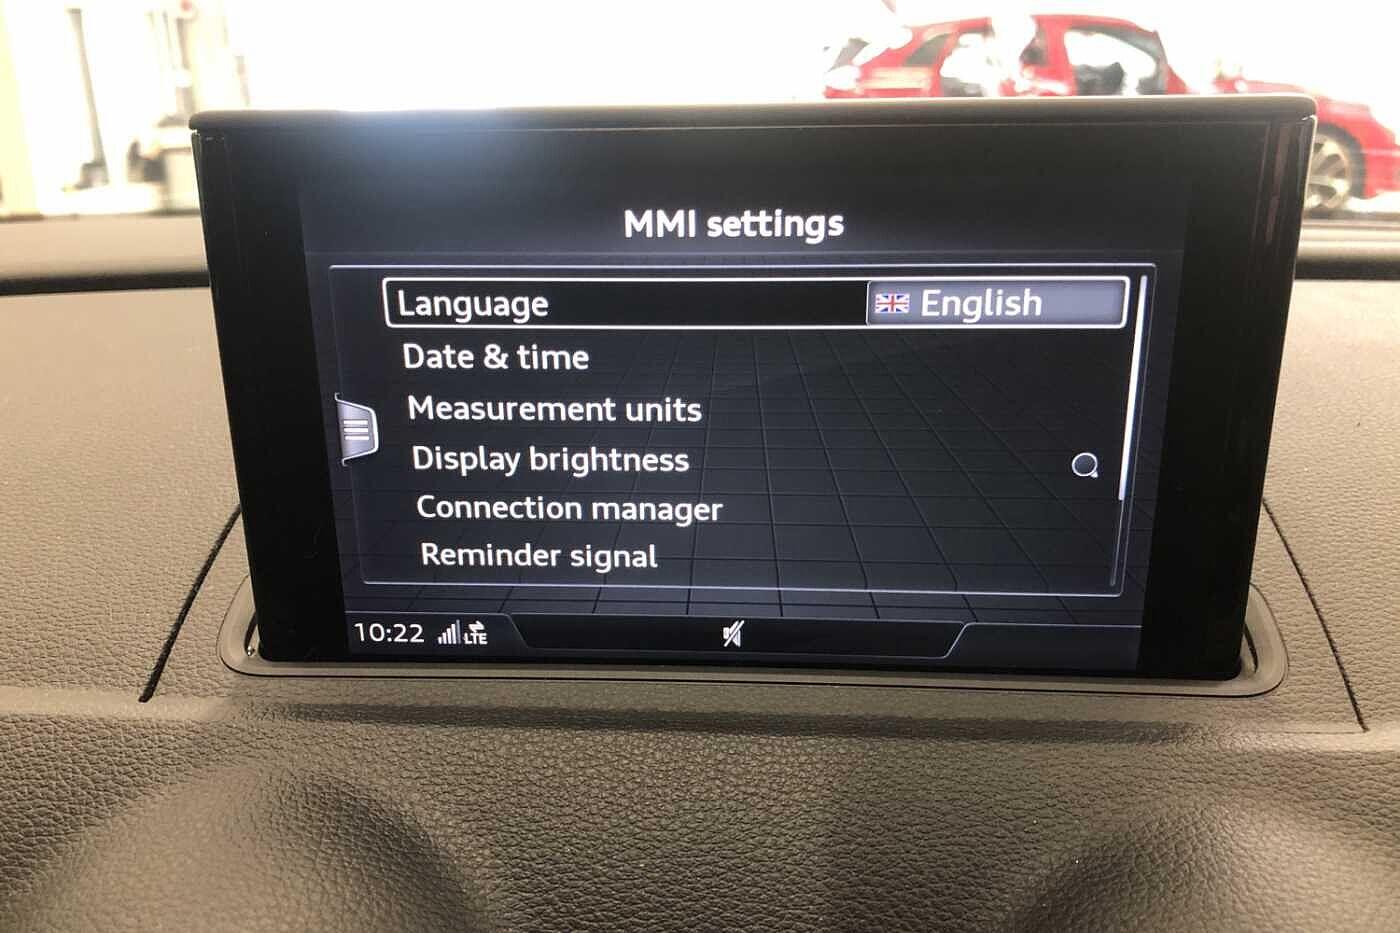 MMI settings
Language English
Date & time
Measurement units
Display brightness
Connection manager
Reminder signal
10:22 LTE